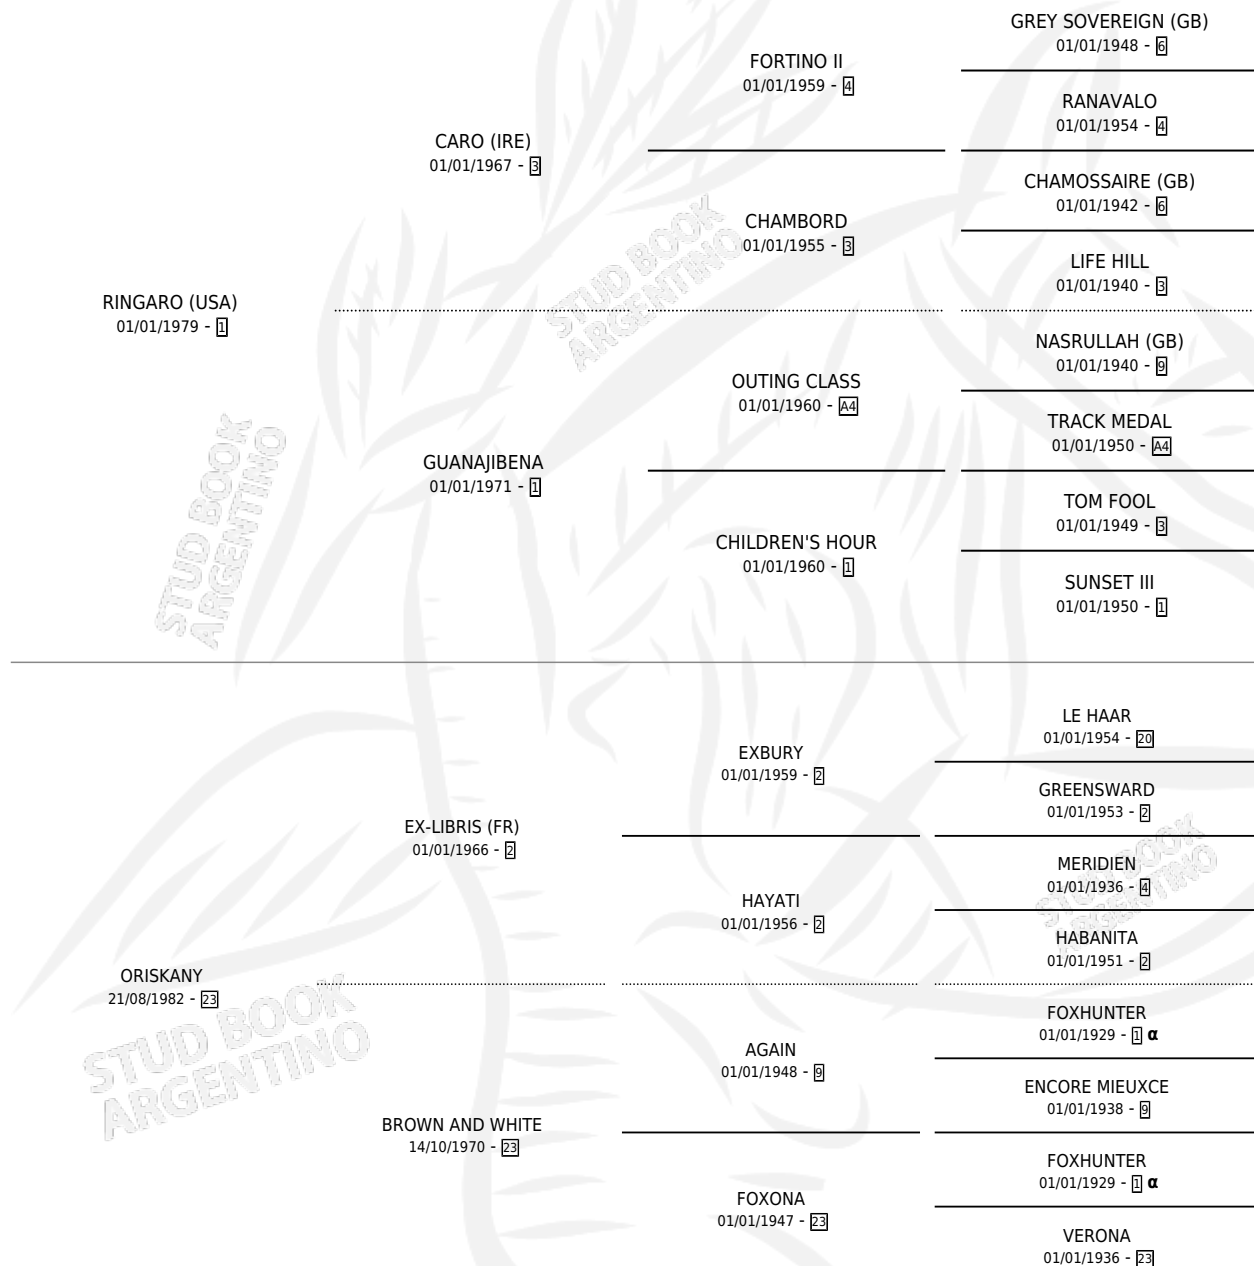 GREY SOVEREIGN (GB)
01/01/1948 - 6
FORTINO II
01/01/1959 - 4
RANAVALO
01/01/1954 - 4
CARO (IRE)
01/01/1967 - 3
CHAMOSSAIRE (GB)
01/01/1942 - 6
CHAMBORD
01/01/1955 - 3
LIFE HILL
01/01/1940 - 3
RINGARO (USA)
01/01/1979 - 1
NASRULLAH (GB)
01/01/1940 - 9
OUTING CLASS
01/01/1960 - A4
TRACK MEDAL
01/01/1950 - A4
GUANAJIBENA
01/01/1971 - 1
TOM FOOL
01/01/1949 - 3
CHILDREN'S HOUR
01/01/1960 - 1
SUNSET III
01/01/1950 - 1
LE HAAR
01/01/1954 - 20
EXBURY
01/01/1959 - 2
GREENSWARD
01/01/1953 - 2
EX-LIBRIS (FR)
01/01/1966 - 2
MERIDIEN
01/01/1936 - 4
HAYATI
01/01/1956 - 2
HABANITA
01/01/1951 - 2
ORISKANY
21/08/1982 - 23
FOXHUNTER
01/01/1929 - 1 α
AGAIN
01/01/1948 - 9
ENCORE MIEUXCE
01/01/1938 - 9
BROWN AND WHITE
14/10/1970 - 23
FOXHUNTER
01/01/1929 - 1 α
FOXONA
01/01/1947 - 23
VERONA
01/01/1936 - 23
STUD BOOK
ARGENTINO
STUD BOOK
ARGENTINO
STUD BOOK
ARGENTINO
STUD BOOK
ARGENTINO